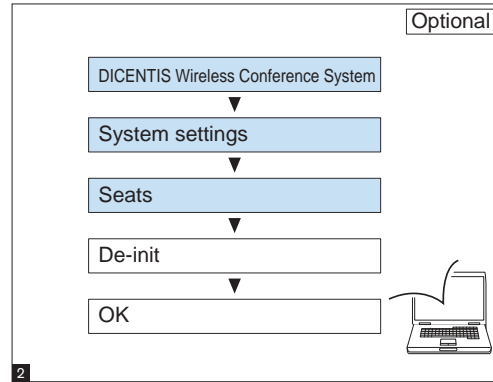 Optional
DICENTIS Wireless Conference System
System settings
Seats
De-init
OK
2